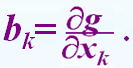 b_k = ∂g/∂x_k .